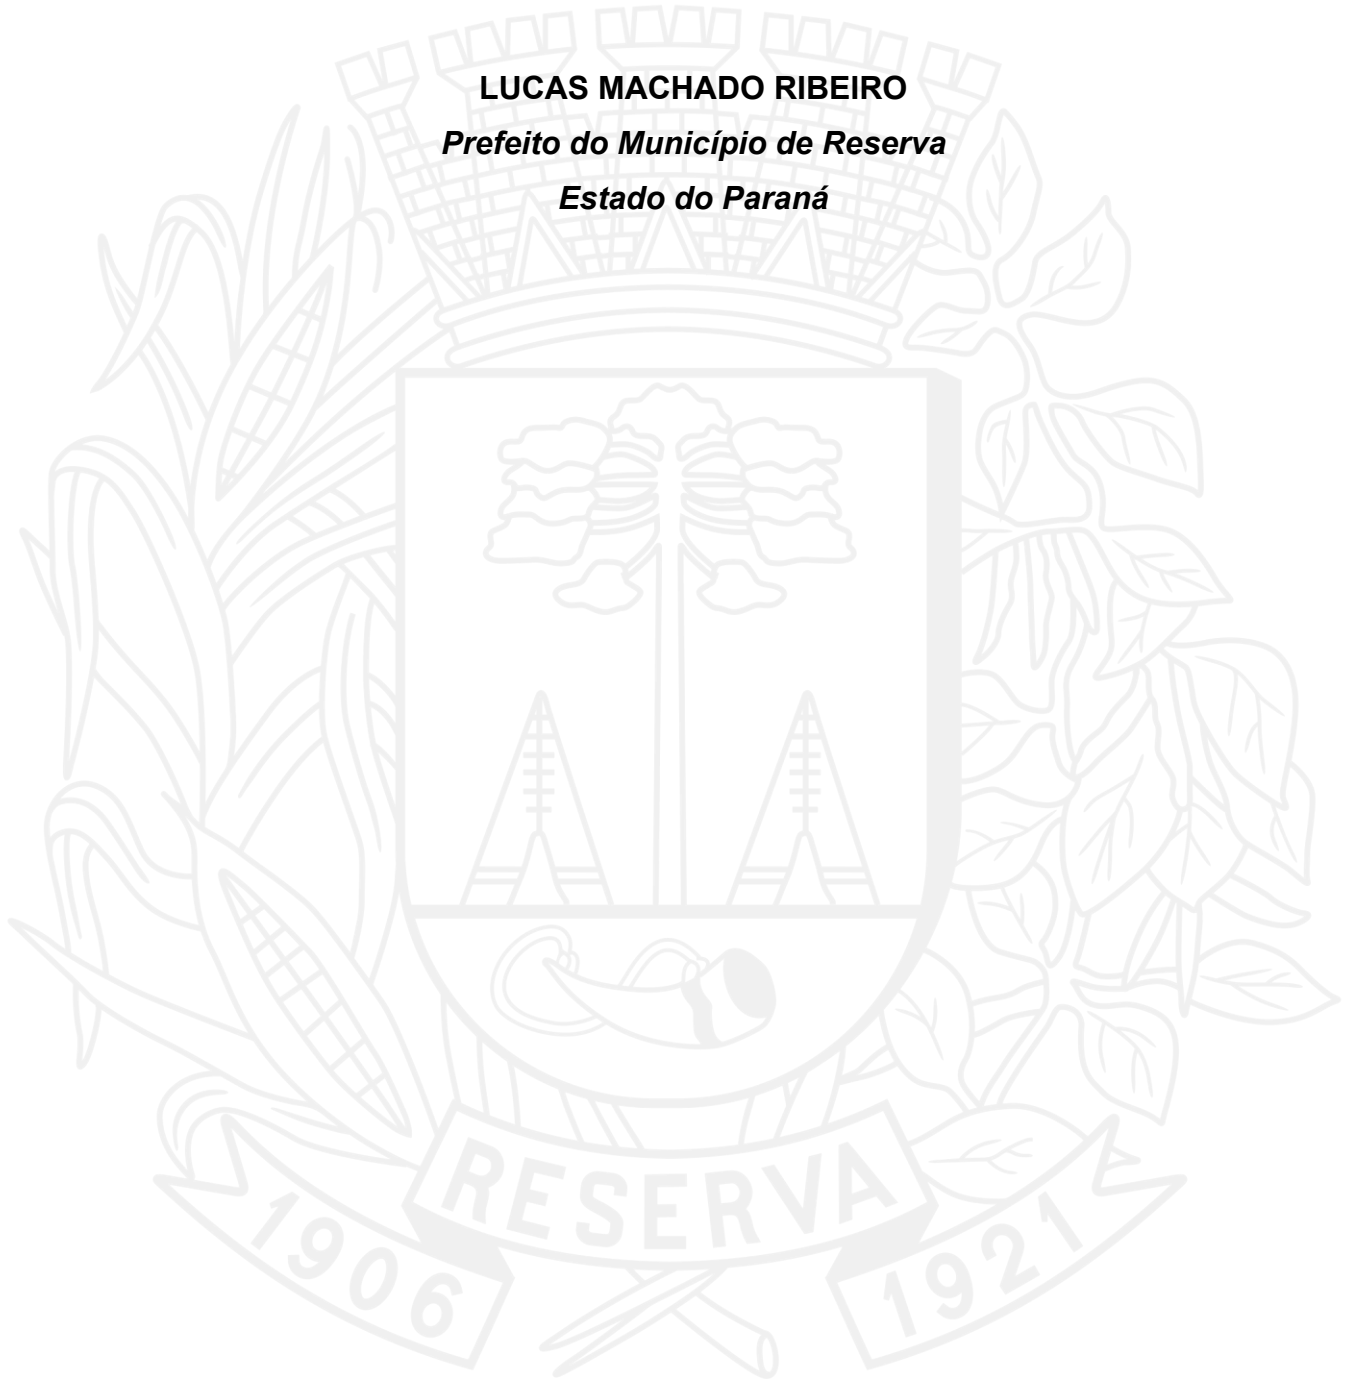 LUCAS MACHADO RIBEIRO
Prefeito do Município de Reserva
Estado do Paraná
RESERVA
1906
1921